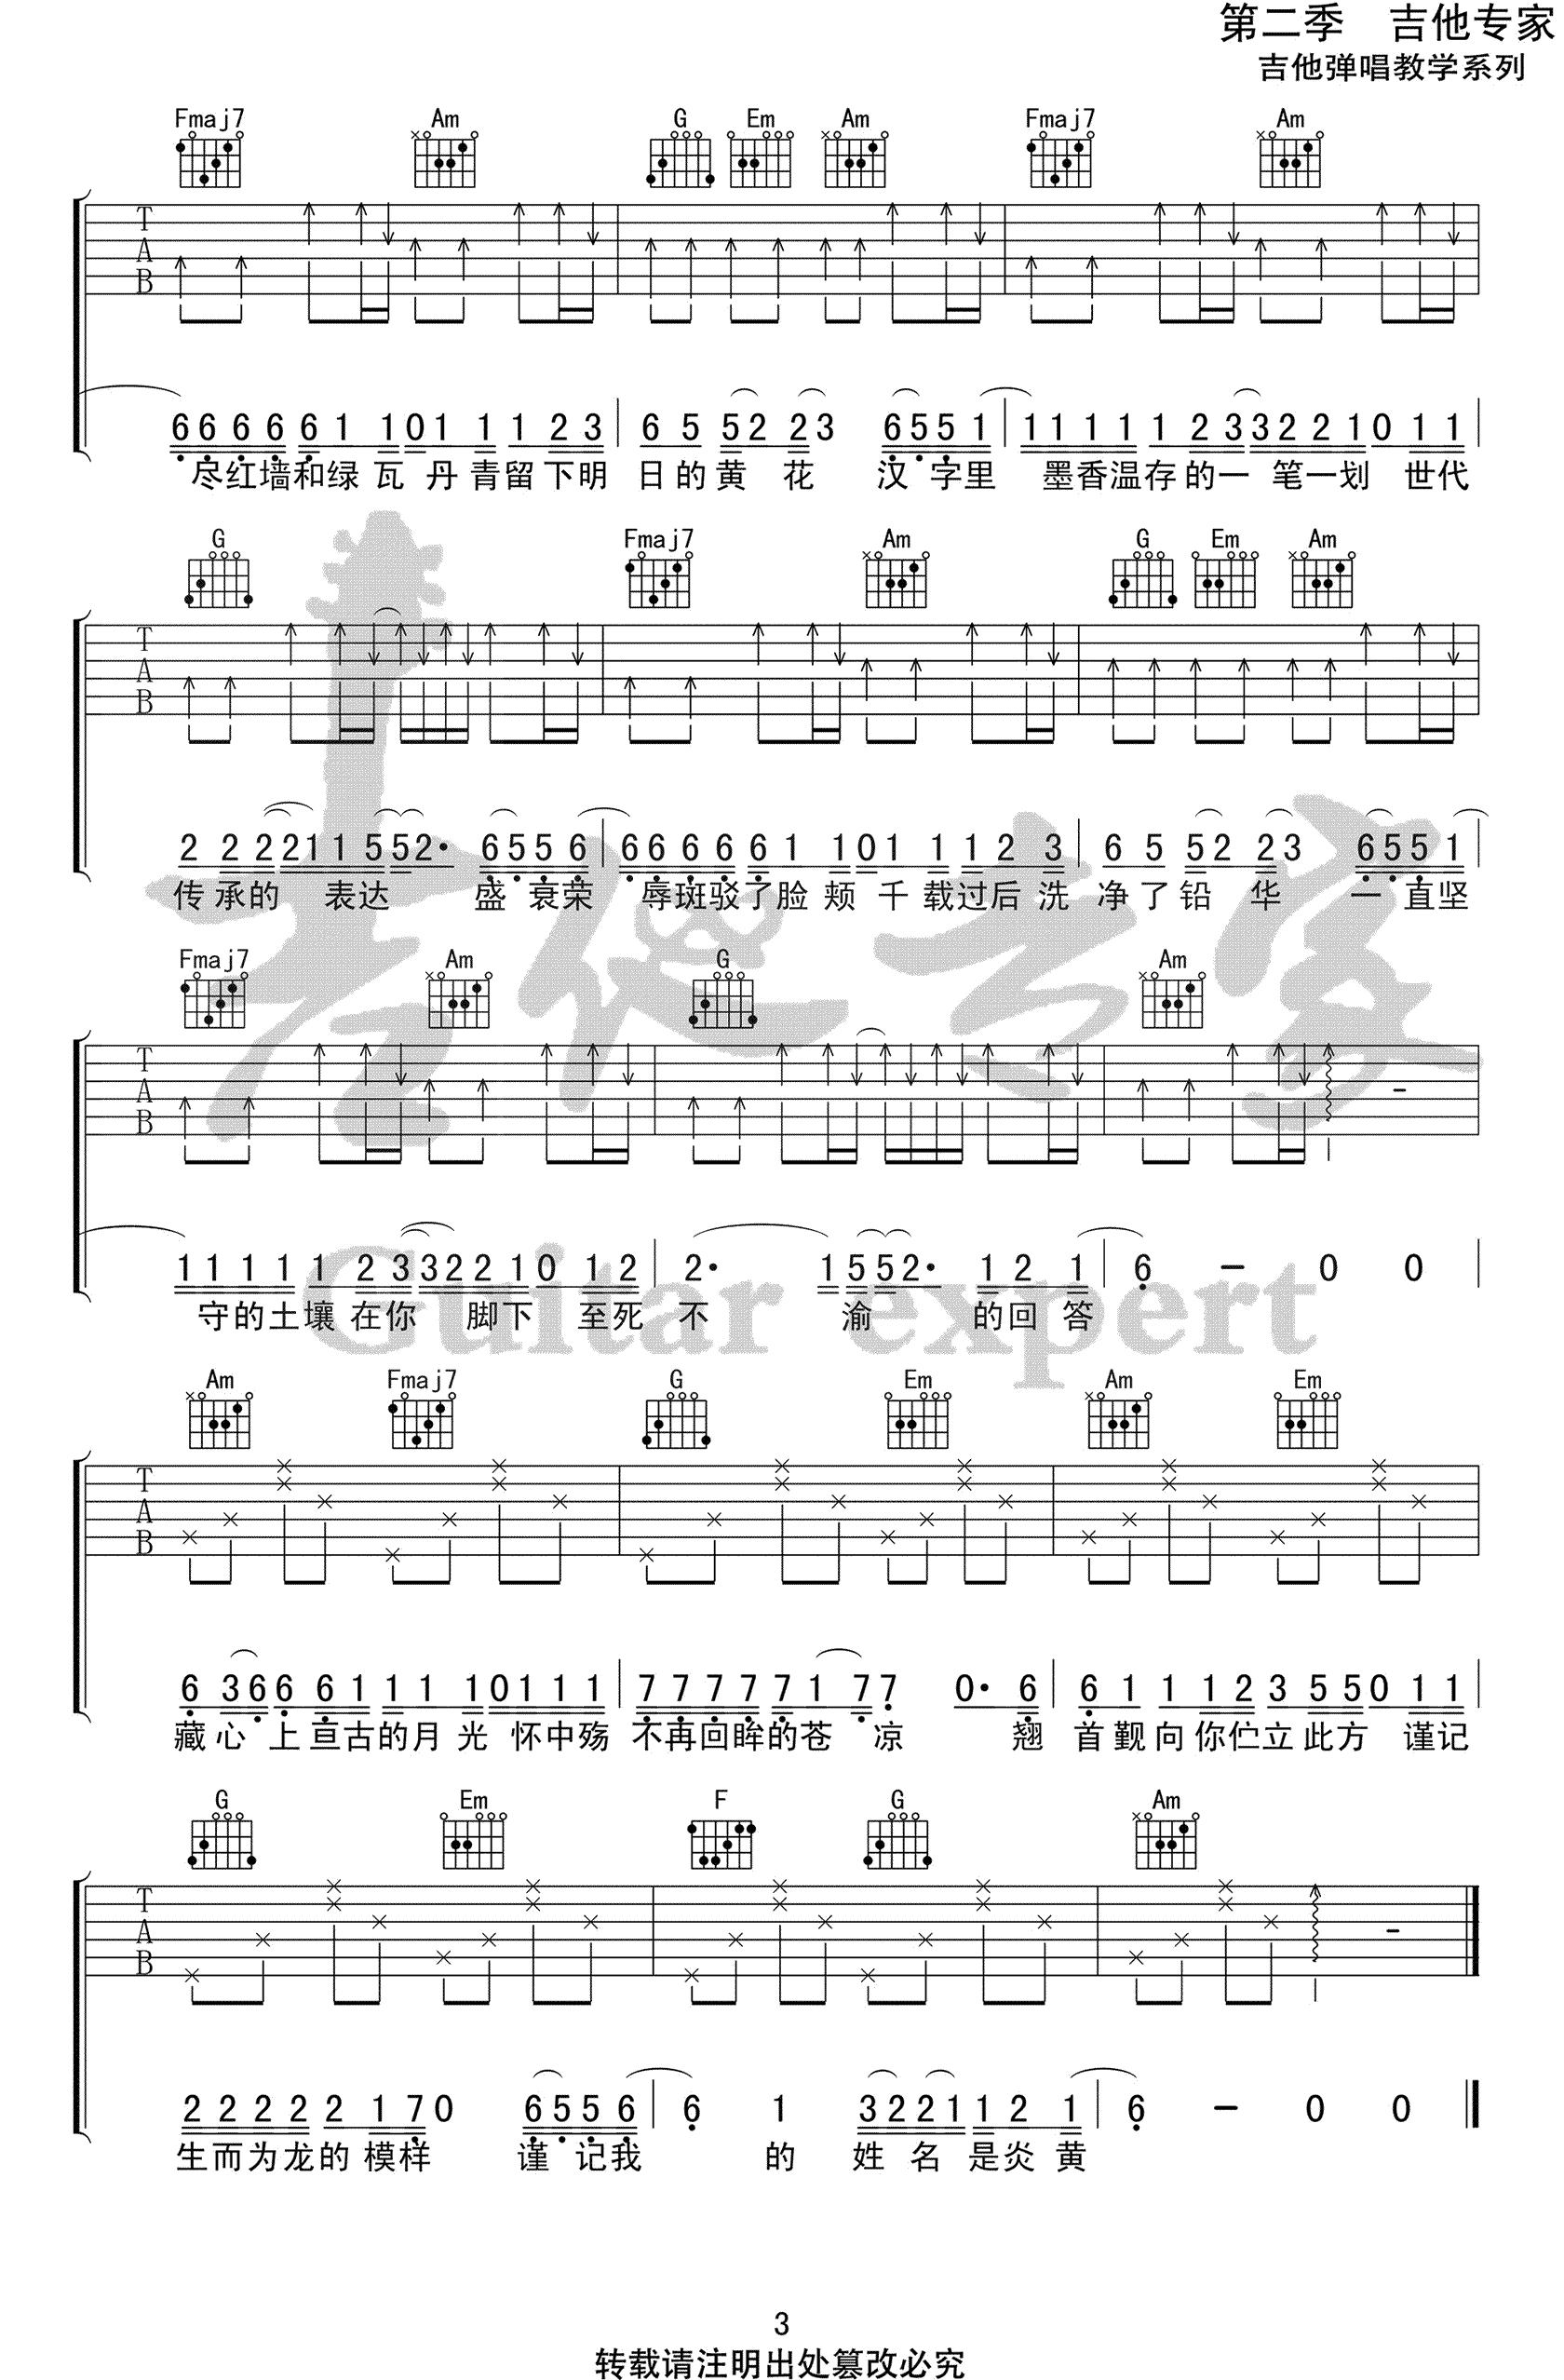 第二季 吉他专家
吉他弹唱教学系列
Fmaj7 Am G Em Am Fmaj7 Am
T
A
B
6 6 6 6 6 1 1 0 1 1 1 2 3 | 6 5 5 2 2 3 6 5 5 1 | 1 1 1 1 1 2 3 3 2 2 1 0 1 1 |
尽红墙和绿 瓦 丹 青留 下明 日的黄 花 汉 字里 墨香温存的一 笔一划 世代
G Fmaj7 Am G Em Am
T
A
B
2 2 2 2 1 1 5 5 2· 6 5 5 6 | 6 6 6 6 6 1 1 0 1 1 1 2 3 | 6 5 5 2 2 3 6 5 5 1 |
传 承的 表达 盛 衰荣 辱斑驳了脸 颊 千 载过后 洗 净了铅 华 一 直坚
Fmaj7 Am G Am
T
A
B
–
1 1 1 1 1 2 3 3 2 2 1 0 1 2 | 2· 1 5 5 2· 1 2 1 | 6 – 0 0 |
守的土壤 在你 脚下 至死 不 渝 的回 答
Guitar expert
Am Fmaj7 G Em Am Em
T
A
B
6 3 6 6 6 1 1 1 1 0 1 1 1 | 7 7 7 7 7 1 7 7 0· 6 | 6 1 1 1 2 3 5 5 0 1 1 |
藏 心 上 亘古的月 光 怀中殇 不再回眸的苍 凉 翘 首觐向 你伫立 此方 谨记
G Em F G Am
T
A
B
–
2 2 2 2 2 1 7 0 6 5 5 6 | 6 1 3 2 2 1 1 2 1 | 6 – 0 0
生而为龙的 模样 谨 记我 的 姓 名 是炎 黄
3
转载请注明出处篡改必究